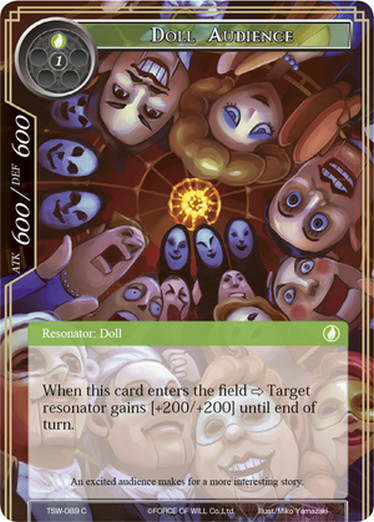 Doll Audience
1
ATK 600 / DEF 600
Resonator: Doll
When this card enters the field ⇨ Target
resonator gains [+200/+200] until end of
turn.
An excited audience makes for a more interesting story.
TSW-089 C ©FORCE OF WILL Co.,Ltd. Illust/Miko Yamazaki